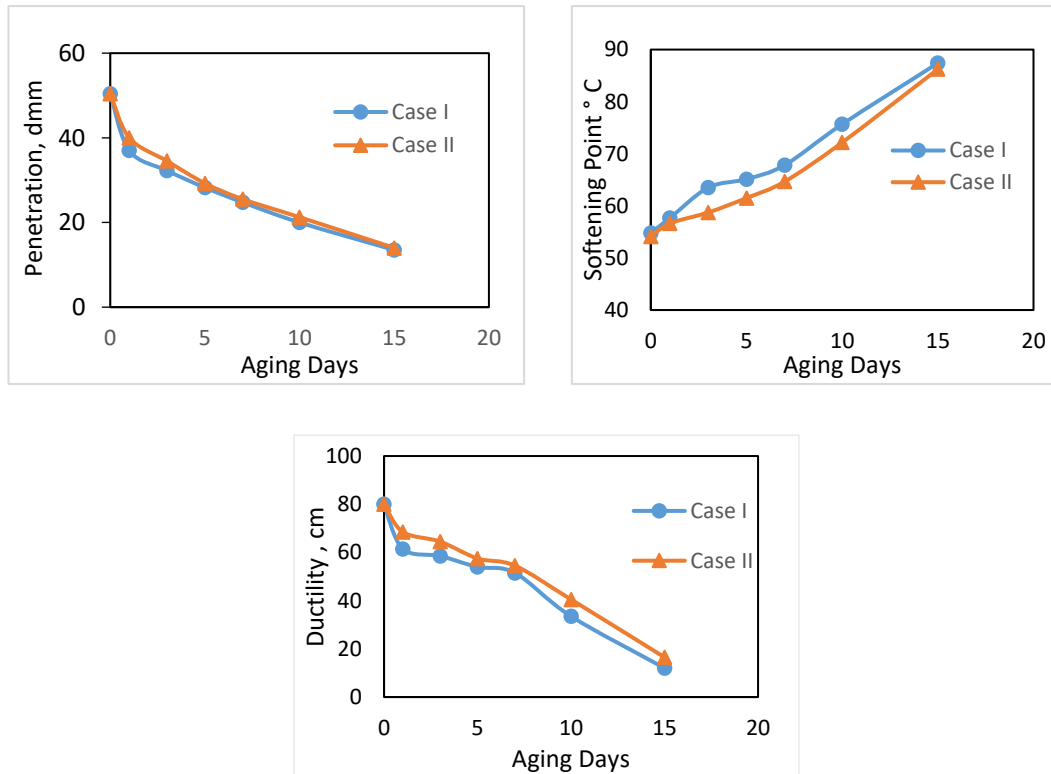 60
40
20
0
Penetration, dmm
Case I
Case II
0 5 10 15 20
Aging Days
90
80
70
60
50
40
Softening Point ° C
Case I
Case II
0 5 10 15 20
Aging Days
100
80
60
40
20
0
Ductility , cm
Case I
Case II
0 5 10 15 20
Aging Days